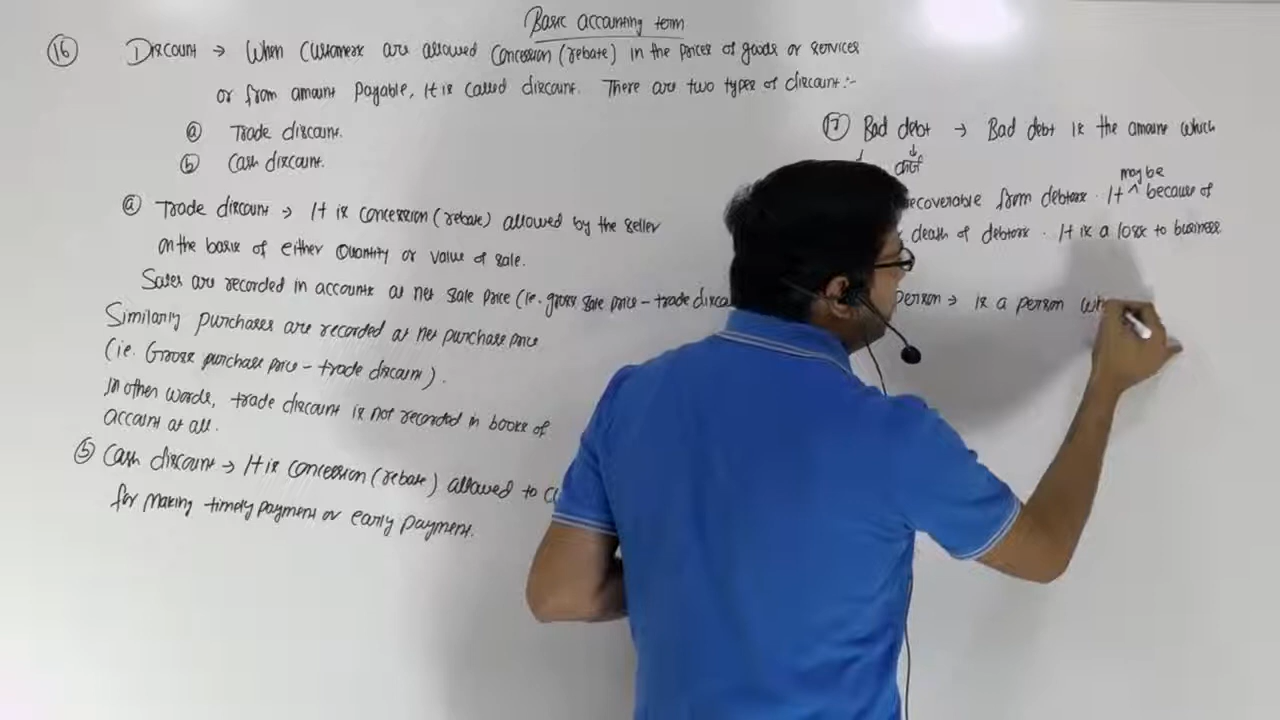 Basic accounting term
16 Discount → When customers are allowed concession (rebate) in the prices of goods or services
or from amount payable, it is called discount. There are two types of discount:-
a Trade discount.
b Cash discount.
a Trade discount → It is concession (rebate) allowed by the seller
on the basis of either quantity or value of sale.
Sales are recorded in accounts at net sale price (i.e. gross sale price - trade
Similarly purchases are recorded at net purchase price
(i.e. Gross purchase price - trade discount).
In other words, trade discount is not recorded in books of
account at all.
b Cash discount → It is concession (rebate) allowed to
for making timely payment or early payment.
17 Bad debt → Bad debt is the amount which
recoverable from debtors. It may be because of
death of debtors. It is a loss to business
Person → is a person